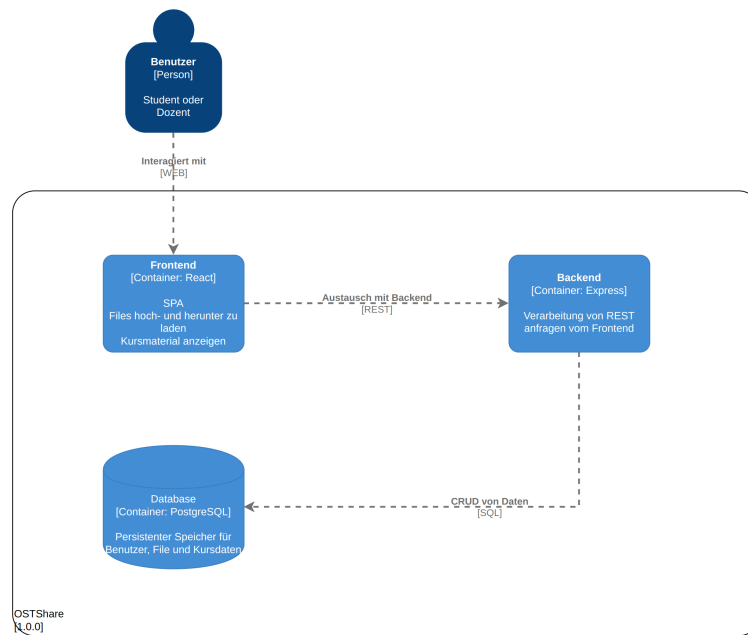 Benutzer
[Person]
Student oder
Dozent
Interagiert mit
[WEB]
Frontend
[Container: React]
SPA
Files hoch- und herunter zu
laden
Kursmaterial anzeigen
Austausch mit Backend
[REST]
Backend
[Container: Express]
Verarbeitung von REST
anfragen vom Frontend
Database
[Container: PostgreSQL]
Persistenter Speicher für
Benutzer, File und Kursdaten
CRUD von Daten
[SQL]
OSTShare
[1.0.0]